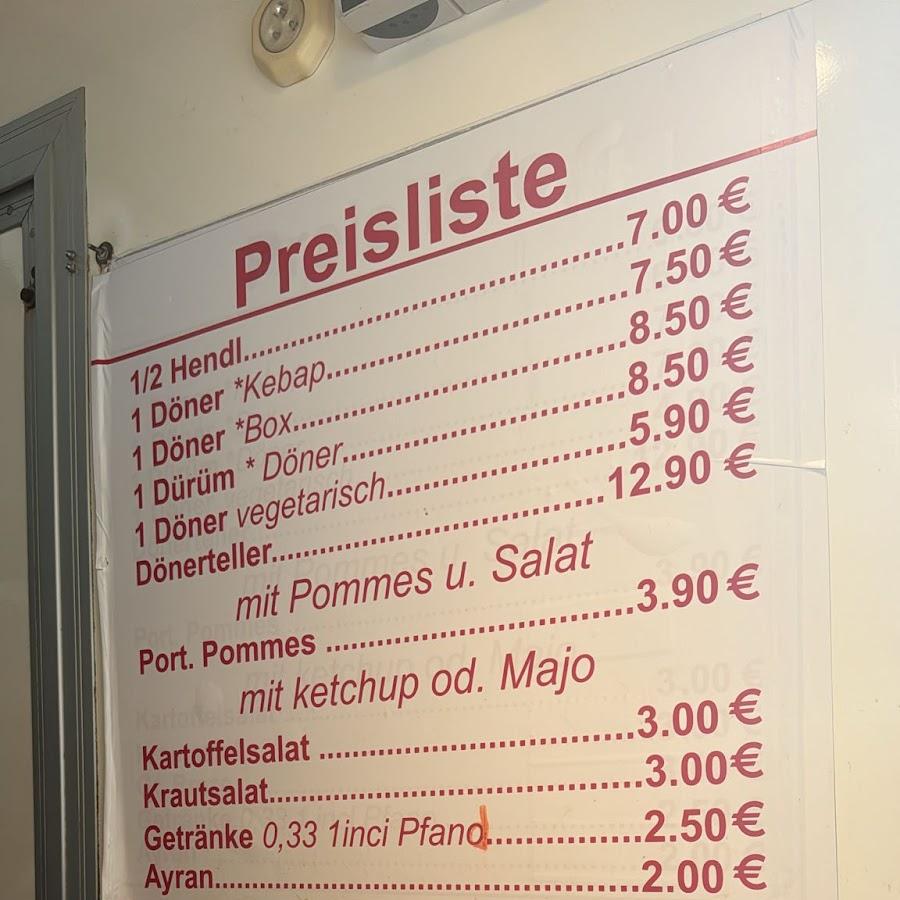 Preisliste
1/2 Hendl...............................................7.00 €
1 Döner *Kebap.....................................7.50 €
1 Döner *Box.........................................8.50 €
1 Dürüm * Döner...................................8.50 €
1 Döner vegetarisch..............................5.90 €
Dönerteller..........................................12.90 €
mit Pommes u. Salat
Port. Pommes ......................................3.90 €
mit ketchup od. Majo
Kartoffelsalat .......................................3.00 €
Krautsalat.............................................3.00€
Getränke 0,33 1inci Pfand...................2.50€
Ayran....................................................2.00 €